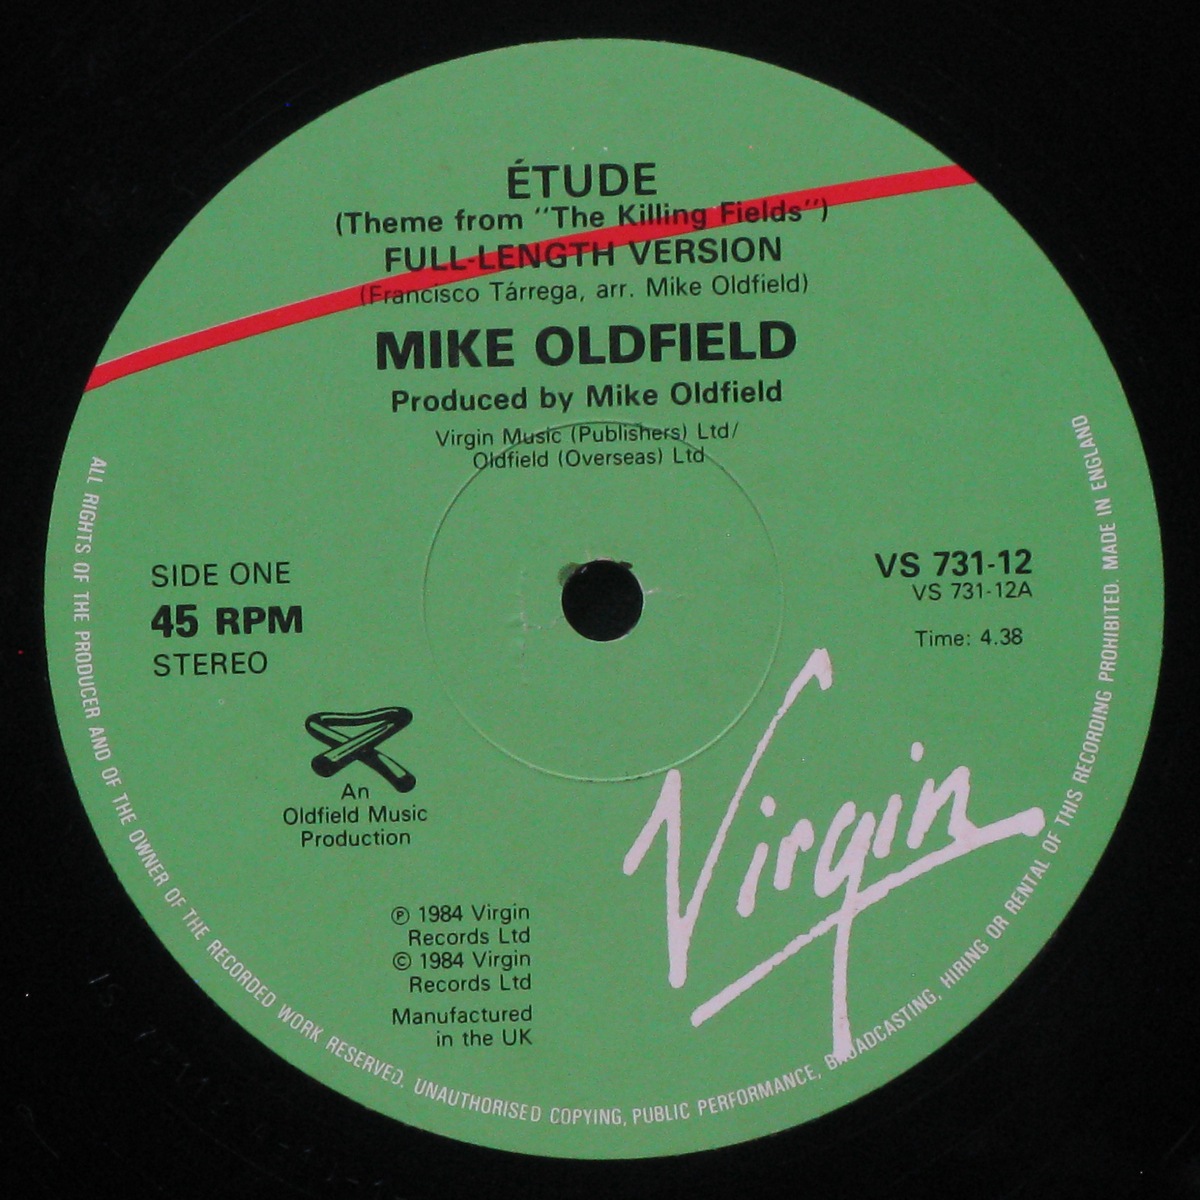 ÉTUDE
(Theme from "The Killing Fields")
FULL-LENGTH VERSION
(Francisco Tárrega, arr. Mike Oldfield)
MIKE OLDFIELD
Produced by Mike Oldfield
Virgin Music (Publishers) Ltd/
Oldfield (Overseas) Ltd
SIDE ONE
45 RPM
STEREO
VS 731-12
VS 731-12A
Time: 4.38
An
Oldfield Music
Production
Virgin
℗ 1984 Virgin
Records Ltd
© 1984 Virgin
Records Ltd
Manufactured
in the UK
ALL RIGHTS OF THE PRODUCER AND OF THE OWNER OF THE RECORDED WORK RESERVED. UNAUTHORISED COPYING, PUBLIC PERFORMANCE, BROADCASTING, HIRING OR RENTAL OF THIS RECORDING PROHIBITED. MADE IN ENGLAND